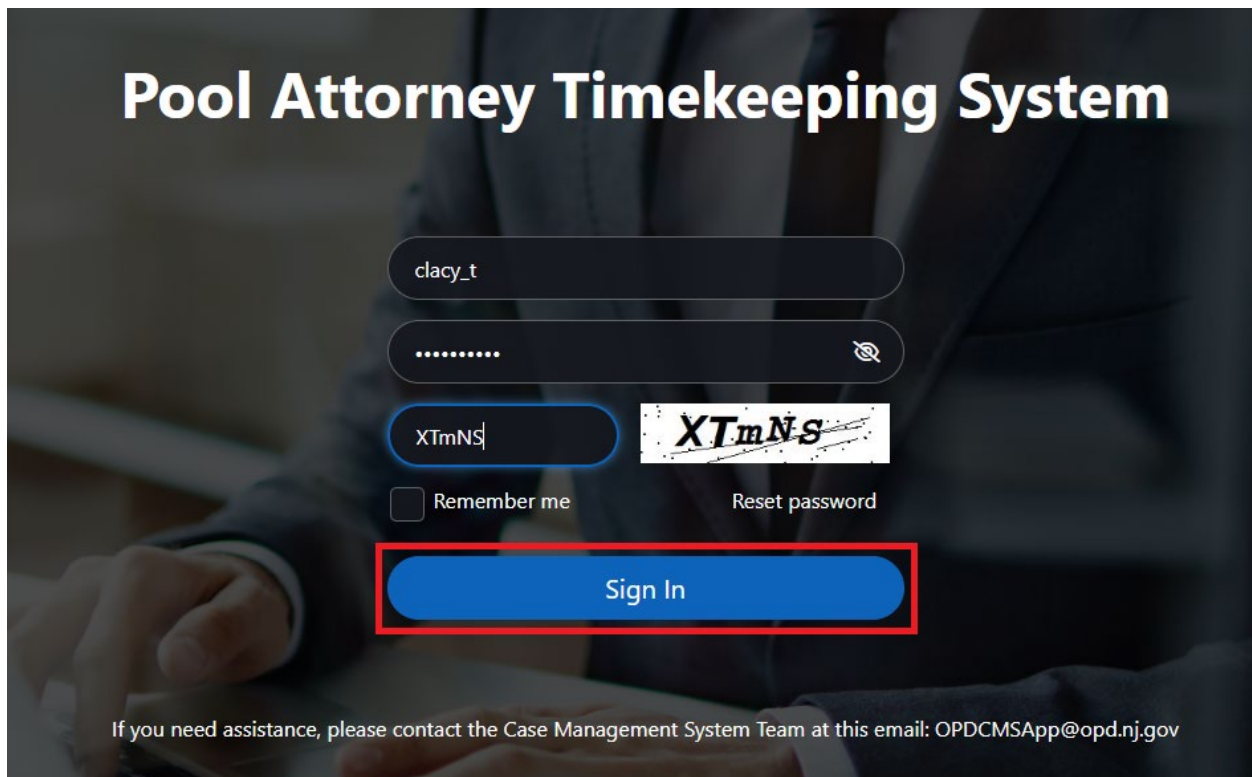 Pool Attorney Timekeeping System
clacy_t
••••••••••
XTmNS XTmNS
Remember me Reset password
Sign In
If you need assistance, please contact the Case Management System Team at this email: OPDCMSApp@opd.nj.gov